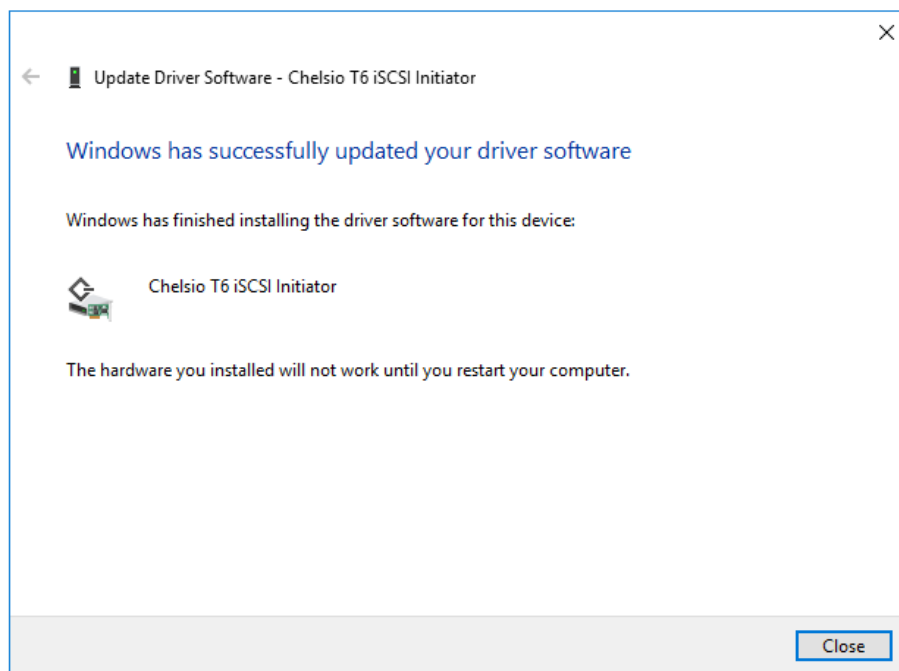 Update Driver Software - Chelsio T6 iSCSI Initiator
Windows has successfully updated your driver software
Windows has finished installing the driver software for this device:
Chelsio T6 iSCSI Initiator
The hardware you installed will not work until you restart your computer.
Close